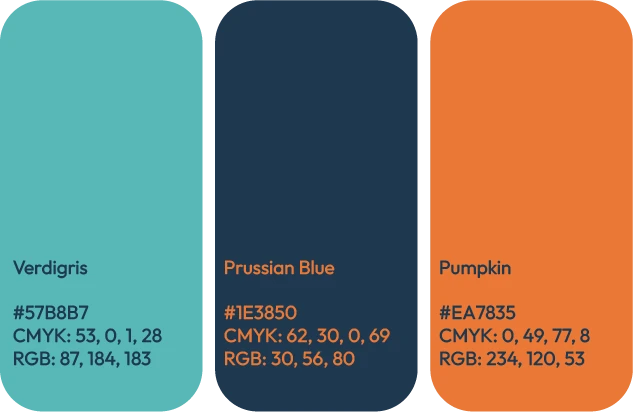 Verdigris
#57B8B7
CMYK: 53, 0, 1, 28
RGB: 87, 184, 183
Prussian Blue
#1E3850
CMYK: 62, 30, 0, 69
RGB: 30, 56, 80
Pumpkin
#EA7835
CMYK: 0, 49, 77, 8
RGB: 234, 120, 53